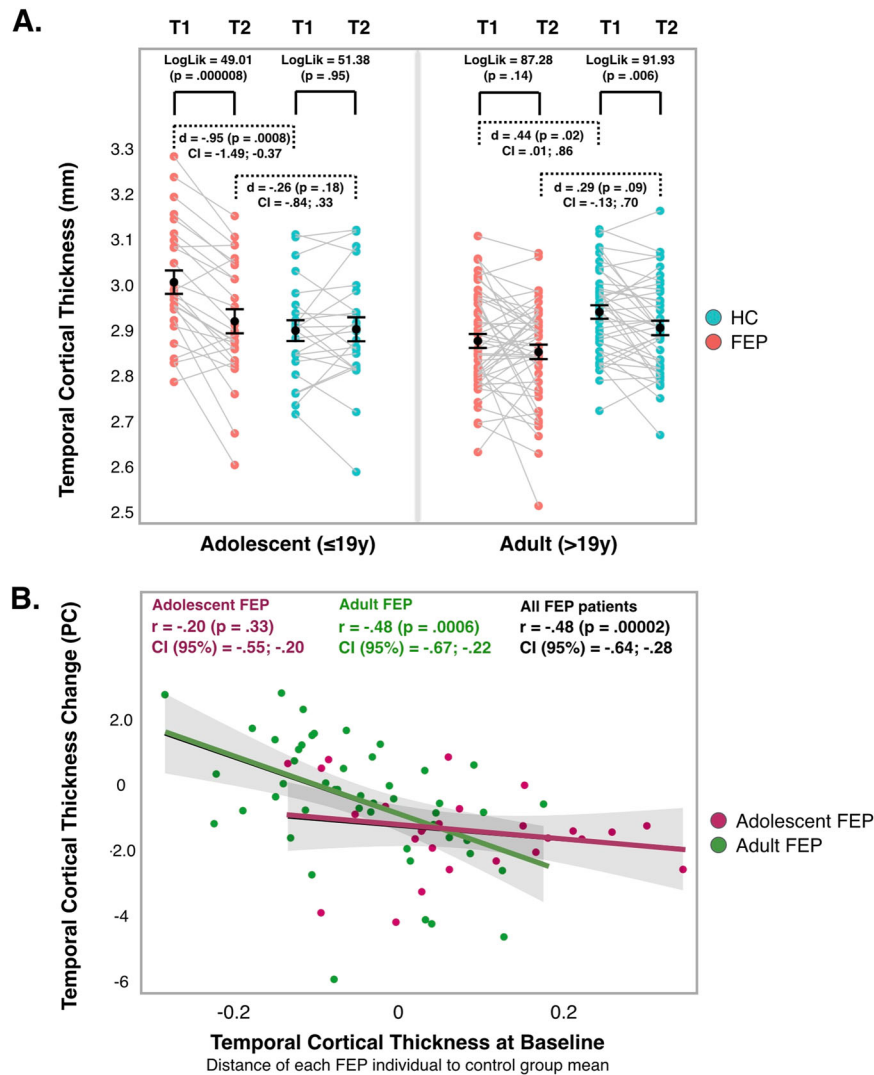 A.
T1 T2 T1 T2 T1 T2 T1 T2
LogLik = 49.01 LogLik = 51.38 LogLik = 87.28 LogLik = 91.93
(p = .000008) (p = .95) (p = .14) (p = .006)
d = -.95 (p = .0008) d = .44 (p = .02)
CI = -1.49; -0.37 CI = .01; .86
d = -.26 (p = .18) d = .29 (p = .09)
CI = -.84; .33 CI = -.13; .70
Temporal Cortical Thickness (mm)
3.3
3.2
3.1
3.0
2.9
2.8
2.7
2.6
2.5
HC
FEP
Adolescent (≤19y) Adult (>19y)
B.
Adolescent FEP Adult FEP All FEP patients
r = -.20 (p = .33) r = -.48 (p = .0006) r = -.48 (p = .00002)
CI (95%) = -.55; -.20 CI (95%) = -.67; -.22 CI (95%) = -.64; -.28
Temporal Cortical Thickness Change (PC)
2.0
0
-2.0
-4
-6
Adolescent FEP
Adult FEP
-0.2 0 0.2
Temporal Cortical Thickness at Baseline
Distance of each FEP individual to control group mean